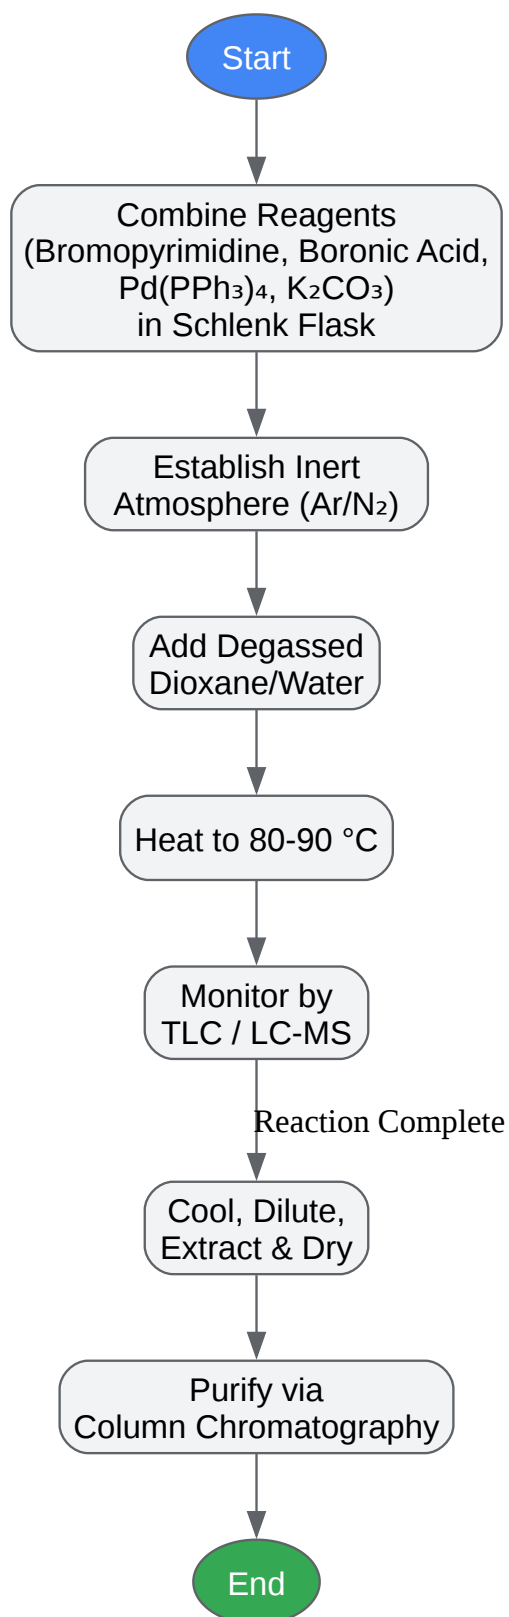 Start
Combine Reagents
(Bromopyrimidine, Boronic Acid,
Pd(PPh₃)₄, K₂CO₃)
in Schlenk Flask
Establish Inert
Atmosphere (Ar/N₂)
Add Degassed
Dioxane/Water
Heat to 80-90 °C
Monitor by
TLC / LC-MS
Reaction Complete
Cool, Dilute,
Extract & Dry
Purify via
Column Chromatography
End